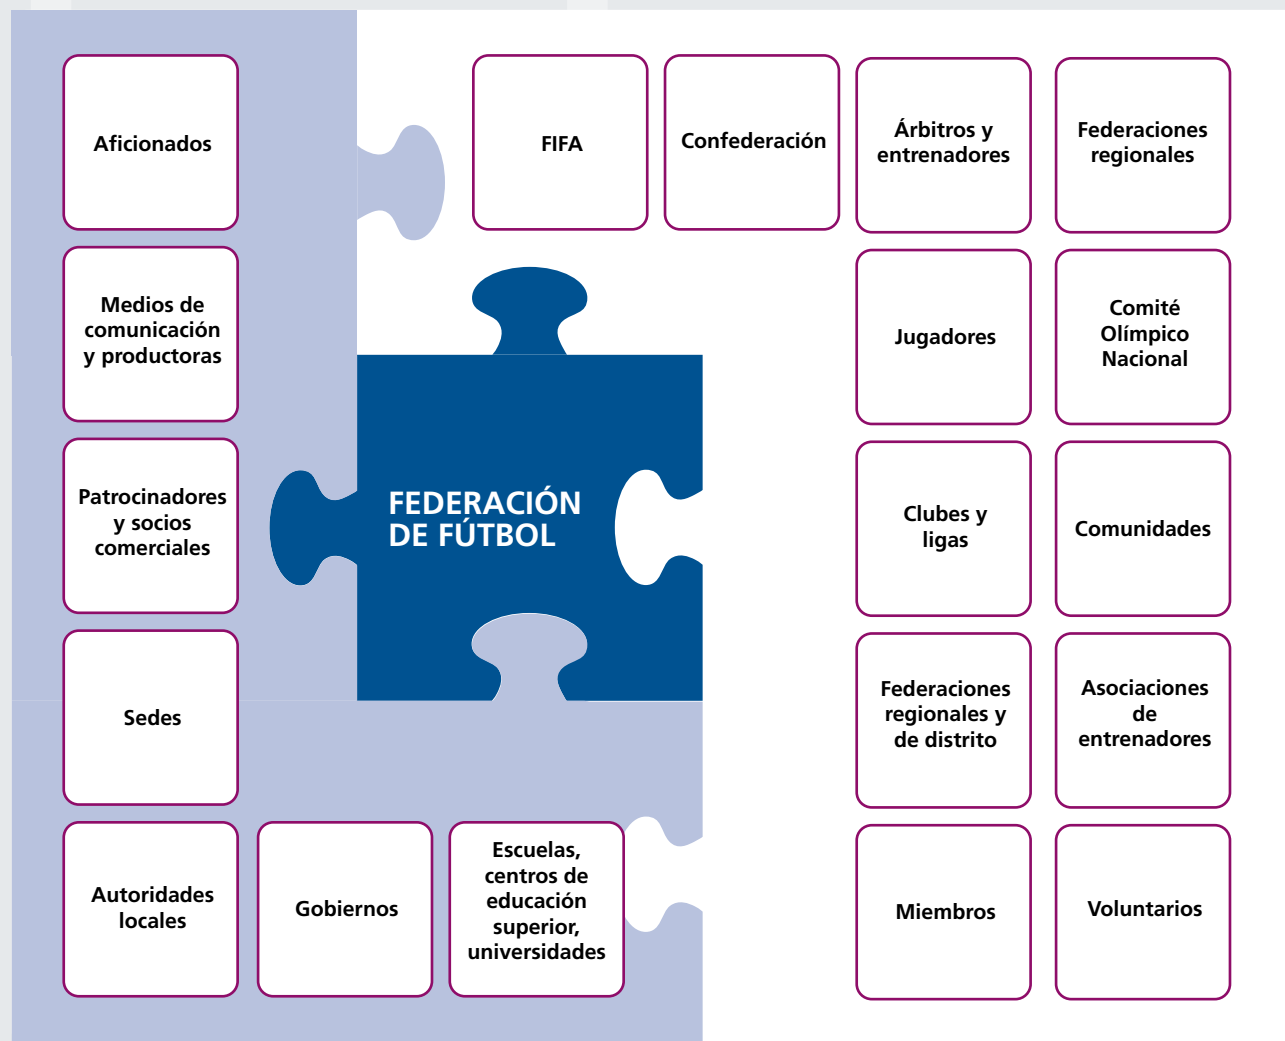 Aficionados
FIFA
Confederación
Árbitros y
entrenadores
Federaciones
regionales
Medios de
comunicación
y productoras
Jugadores
Comité
Olímpico
Nacional
Patrocinadores
y socios
comerciales
FEDERACIÓN
DE FÚTBOL
Clubes y
ligas
Comunidades
Sedes
Federaciones
regionales y
de distrito
Asociaciones
de
entrenadores
Autoridades
locales
Gobiernos
Escuelas,
centros de
educación
superior,
universidades
Miembros
Voluntarios